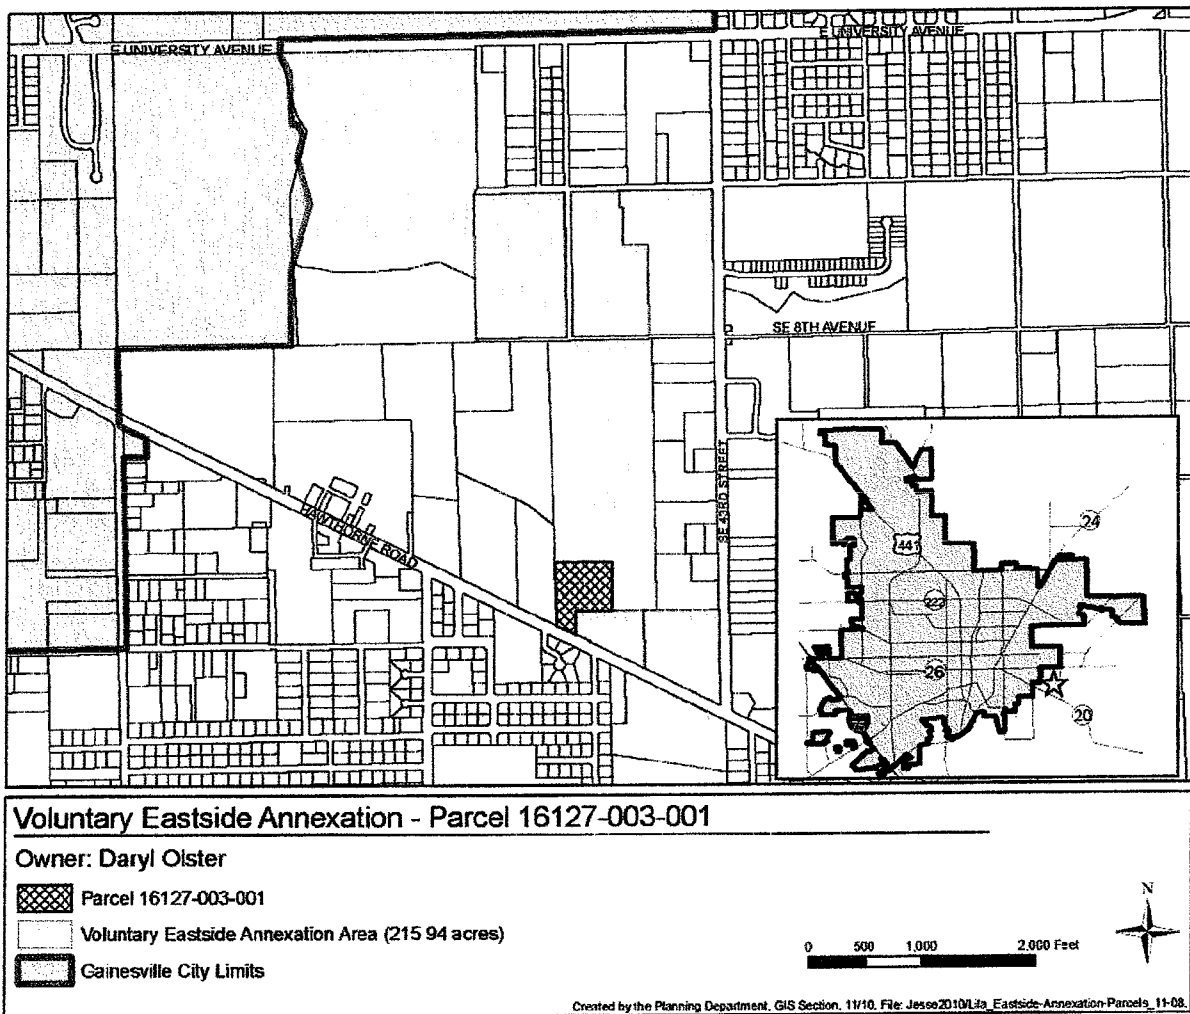 E UNIVERSITY AVENUE
E UNIVERSITY AVENUE
SE 8TH AVENUE
SE 43RD STREET
HAWTHORNE ROAD
24
441
222
26
20
Voluntary Eastside Annexation - Parcel 16127-003-001
Owner: Daryl Olster
Parcel 16127-003-001
Voluntary Eastside Annexation Area (215 94 acres)
Gainesville City Limits
N
0 500 1,000 2,000 Feet
Created by the Planning Department, GIS Section, 11/10. File: Jesse2010/Lila_Eastside-Annexation-Parcels_11-08.